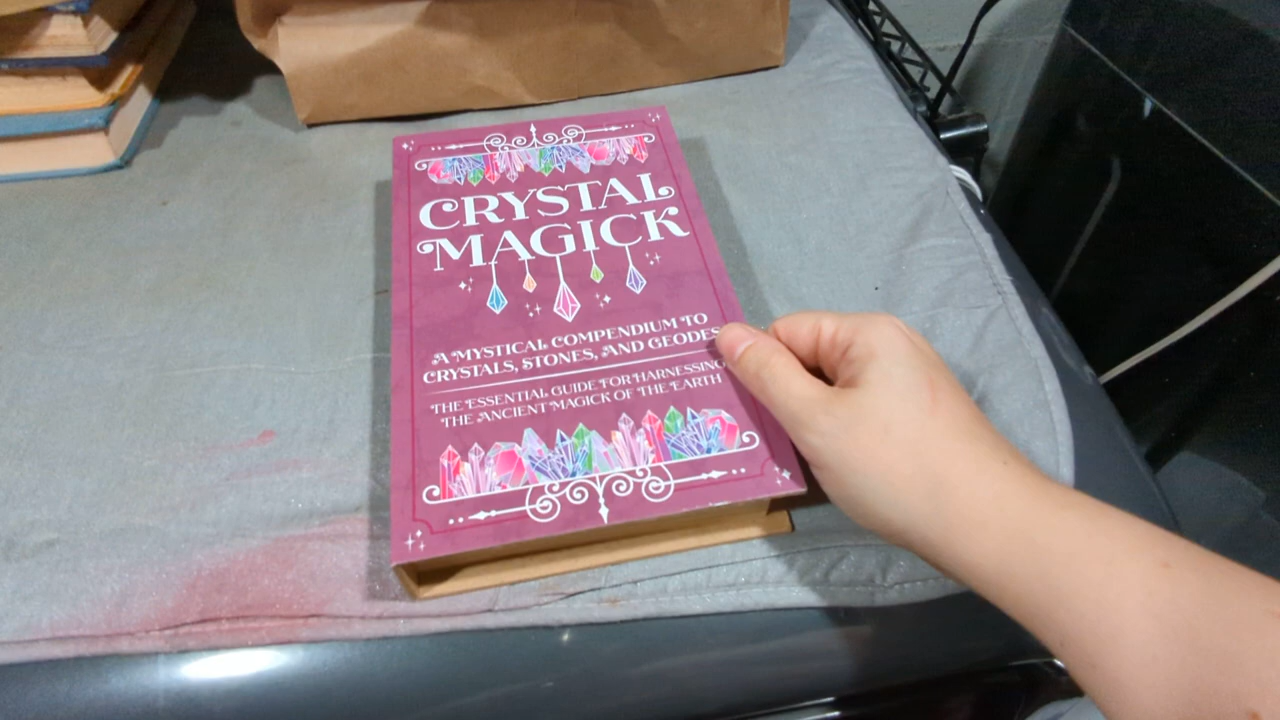 CRYSTAL
MAGICK
A MYSTICAL COMPENDIUM TO
CRYSTALS, STONES, AND GEODES
THE ESSENTIAL GUIDE FOR HARNESSING
THE ANCIENT MAGICK OF THE EARTH